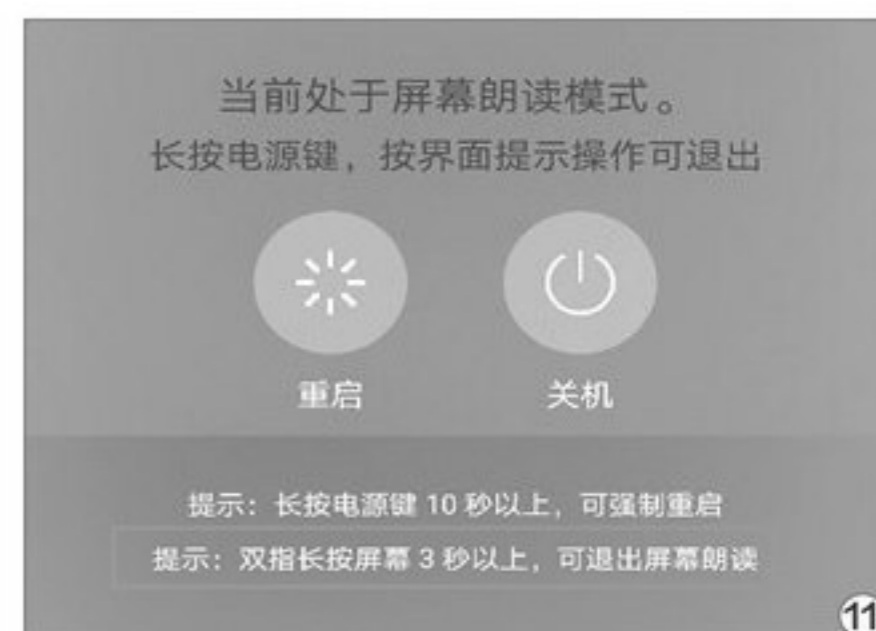 当前处于屏幕朗读模式。
长按电源键，按界面提示操作可退出
重启
关机
提示：长按电源键 10 秒以上，可强制重启
提示：双指长按屏幕 3 秒以上，可退出屏幕朗读
11